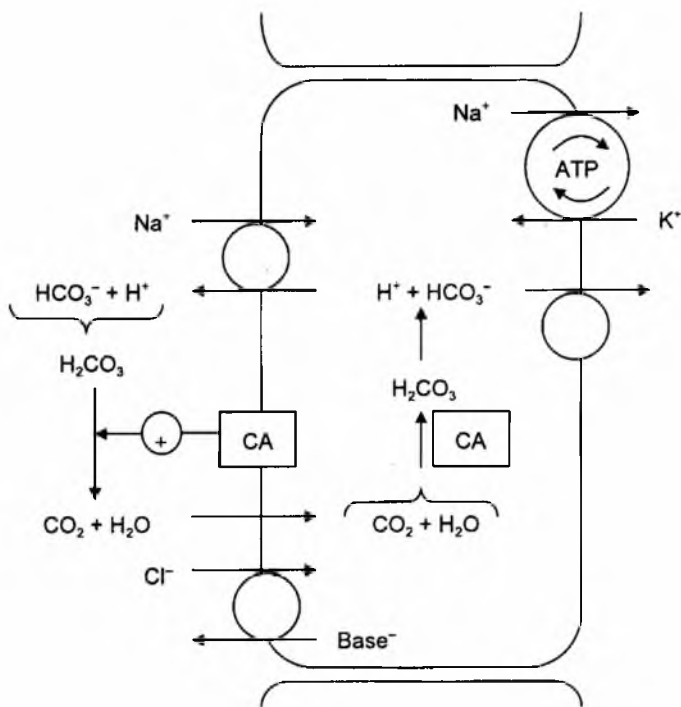 Na⁺
ATP
Na⁺
K⁺
HCO₃⁻ + H⁺
H⁺ + HCO₃⁻
H₂CO₃
H₂CO₃
+
CA
CA
CO₂ + H₂O
CO₂ + H₂O
Cl⁻
Base⁻